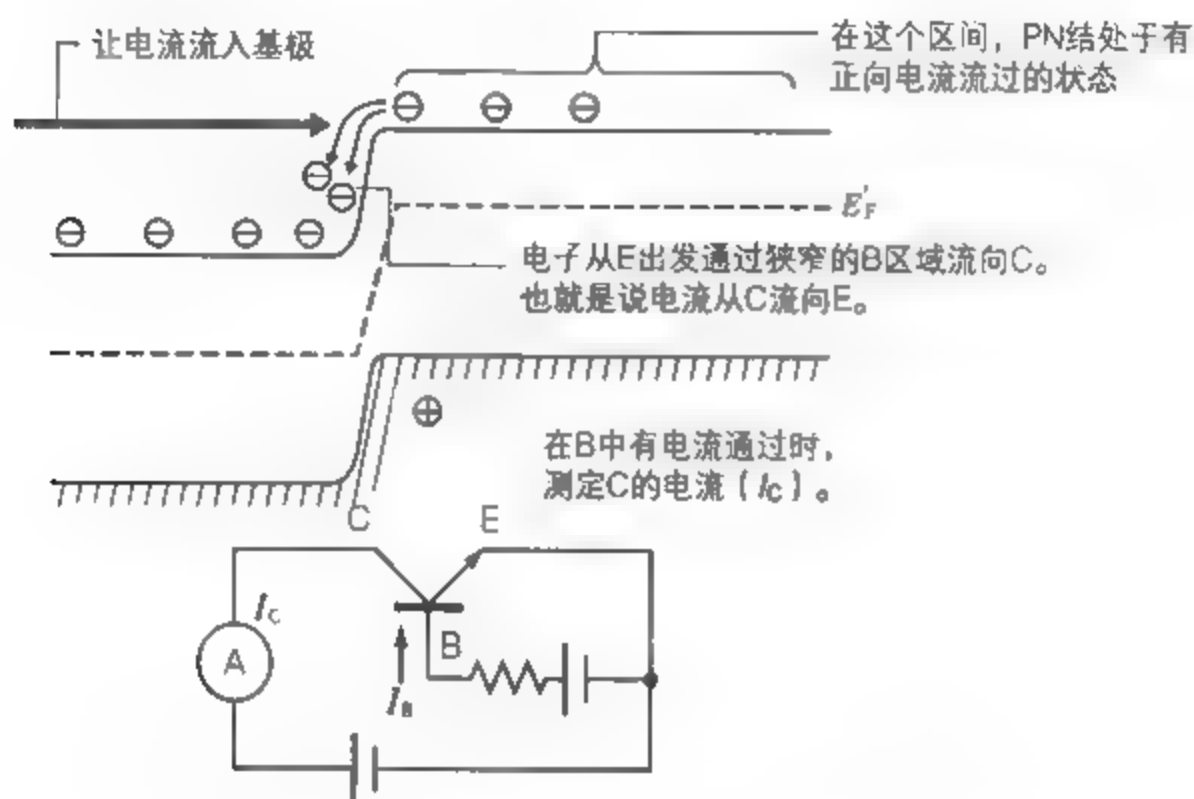 让电流流入基极
在这个区间，PN结处于有
正向电流流过的状态
E′F
电子从E出发通过狭窄的B区域流向C。
也就是说电流从C流向E。
在B中有电流通过时，
测定C的电流（IC）。
C
E
IC
A
B
IB